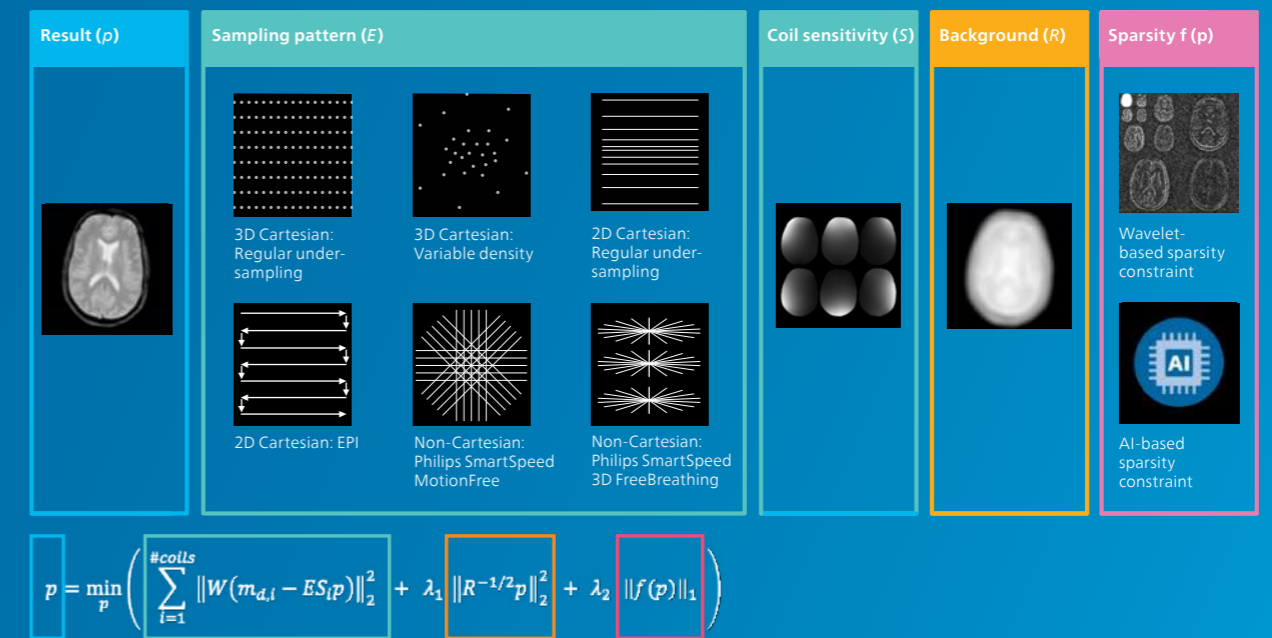 Result (p)
Sampling pattern (E)
Coil sensitivity (S)
Background (R)
Sparsity f (p)
3D Cartesian:
Regular under-
sampling
3D Cartesian:
Variable density
2D Cartesian:
Regular under-
sampling
2D Cartesian: EPI
Non-Cartesian:
Philips SmartSpeed
MotionFree
Non-Cartesian:
Philips SmartSpeed
3D FreeBreathing
Wavelet-
based sparsity
constraint
AI
AI-based
sparsity
constraint
p = min_p ( ∑_{i=1}^{#coils} ‖W(m_{d,i} − ES_i p)‖_2^2 + λ_1 ‖R^{−1/2} p‖_2^2 + λ_2 ‖f(p)‖_1 )